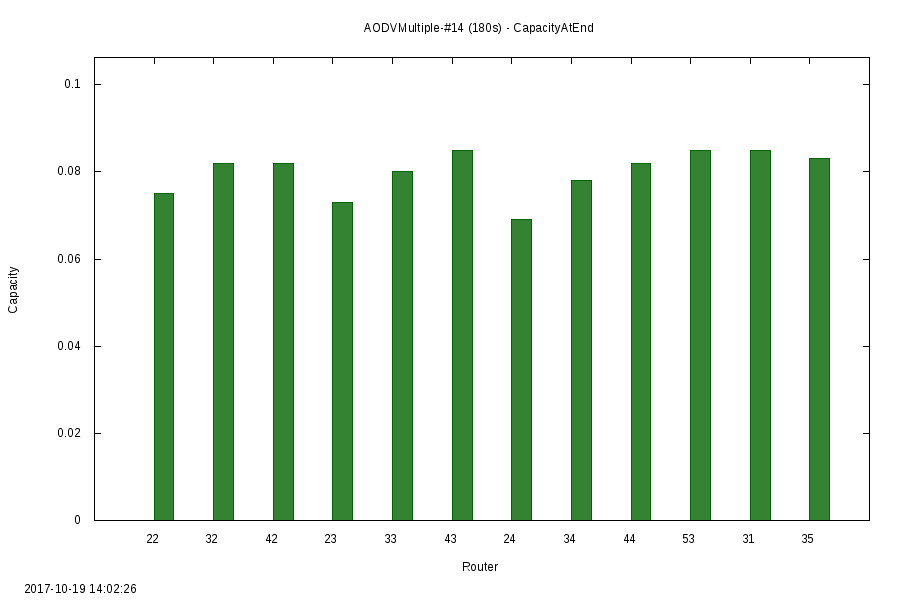 AODVMultiple-#14 (180s) - CapacityAtEnd
0.1
0.08
0.06
0.04
0.02
0
Capacity
22 32 42 23 33 43 24 34 44 53 31 35
Router
2017-10-19 14:02:26